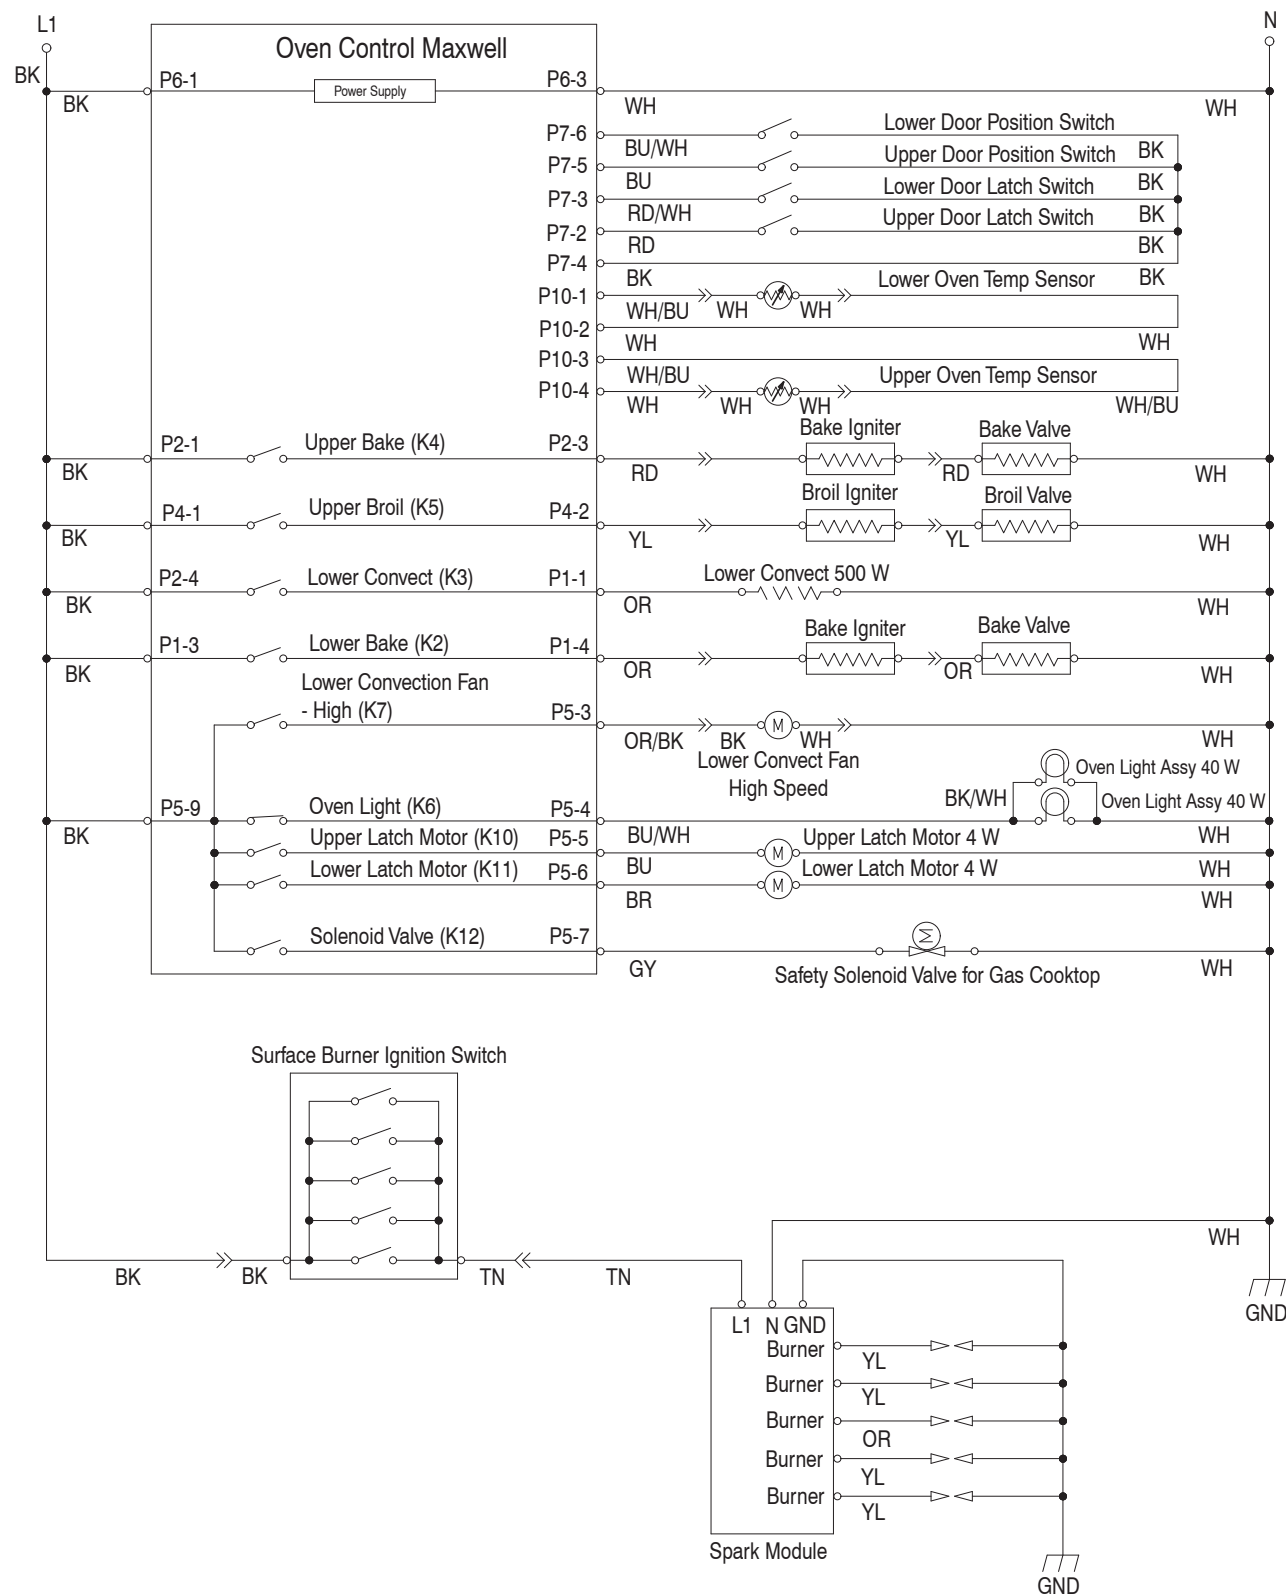 L1
N
Oven Control Maxwell
BK
P6-1
Power Supply
P6-3
BK
WH
WH
P7-6
Lower Door Position Switch
BU/WH
BK
P7-5
Upper Door Position Switch
BU
BK
P7-3
Lower Door Latch Switch
RD/WH
BK
P7-2
Upper Door Latch Switch
RD
BK
P7-4
BK
BK
Lower Oven Temp Sensor
P10-1
WH/BU
WH
WH
P10-2
WH
WH
P10-3
WH/BU
Upper Oven Temp Sensor
P10-4
WH
WH
WH
WH/BU
P2-1
Upper Bake (K4)
P2-3
Bake Igniter
Bake Valve
BK
RD
RD
WH
P4-1
Upper Broil (K5)
P4-2
Broil Igniter
Broil Valve
BK
YL
YL
WH
P2-4
Lower Convect (K3)
P1-1
Lower Convect 500 W
BK
OR
WH
P1-3
Lower Bake (K2)
P1-4
Bake Igniter
Bake Valve
BK
OR
OR
WH
Lower Convection Fan
- High (K7)
P5-3
OR/BK
BK
M
WH
WH
Lower Convect Fan
High Speed
Oven Light Assy 40 W
BK/WH
Oven Light Assy 40 W
P5-9
Oven Light (K6)
P5-4
BK
BU/WH
WH
Upper Latch Motor (K10)
P5-5
M
Upper Latch Motor 4 W
BU
WH
Lower Latch Motor (K11)
P5-6
M
Lower Latch Motor 4 W
BR
WH
Solenoid Valve (K12)
P5-7
M
GY
Safety Solenoid Valve for Gas Cooktop
WH
Surface Burner Ignition Switch
BK
BK
TN
TN
WH
GND
L1 N GND
Burner
YL
Burner
YL
Burner
OR
Burner
YL
Burner
YL
Spark Module
GND